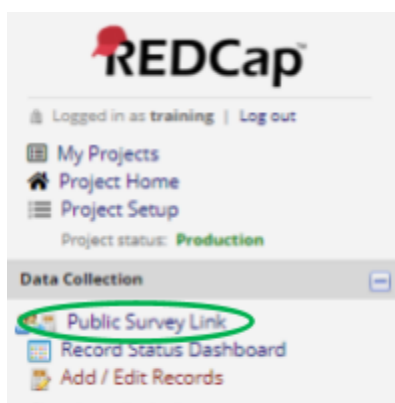 REDCap
Logged in as training | Log out
My Projects
Project Home
Project Setup
Project status: Production
Data Collection
Public Survey Link
Record Status Dashboard
Add / Edit Records